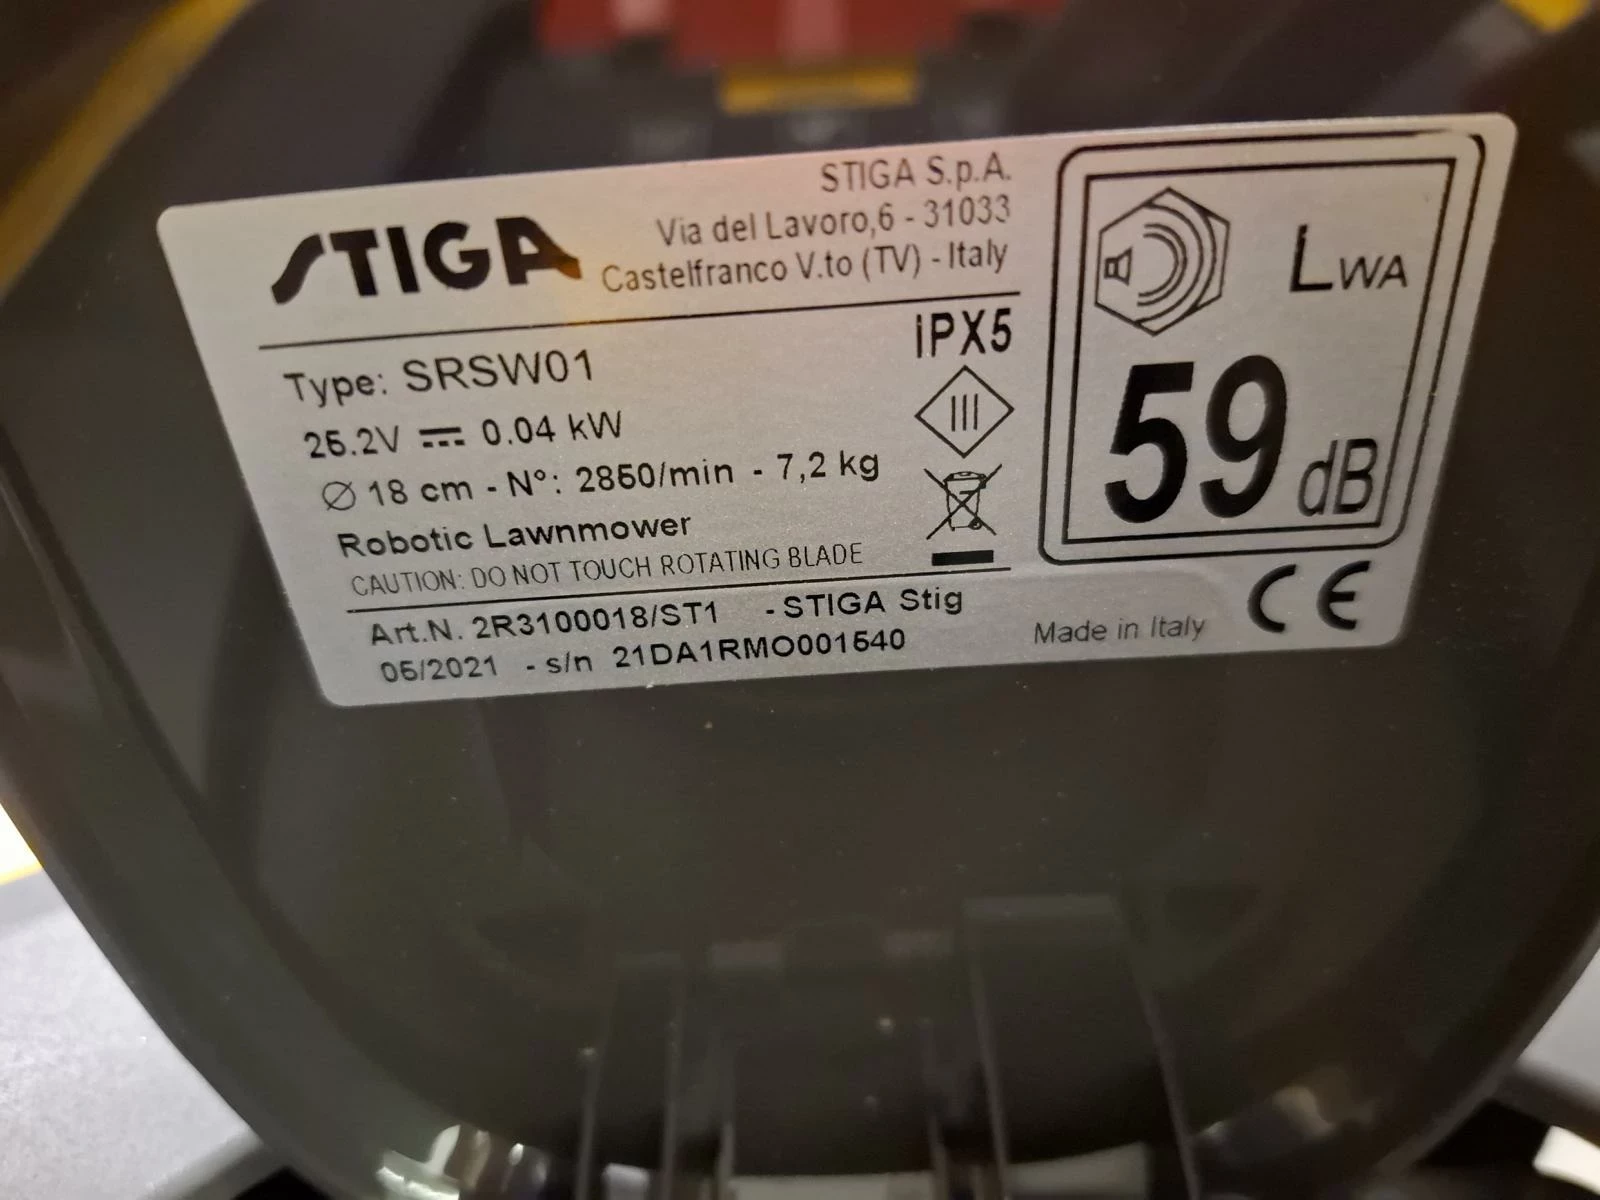 STIGA
STIGA S.p.A.
Via del Lavoro,6 - 31033
Castelfranco V.to (TV) - Italy
Type: SRSW01
25.2V 0.04 kW
Ø 18 cm - N°: 2850/min - 7,2 kg
Robotic Lawnmower
CAUTION: DO NOT TOUCH ROTATING BLADE
iPX5
III
Art.N. 2R3100018/ST1 - STIGA Stig
05/2021 - s/n 21DA1RMO001540
LWA
59 dB
Made in Italy
CE